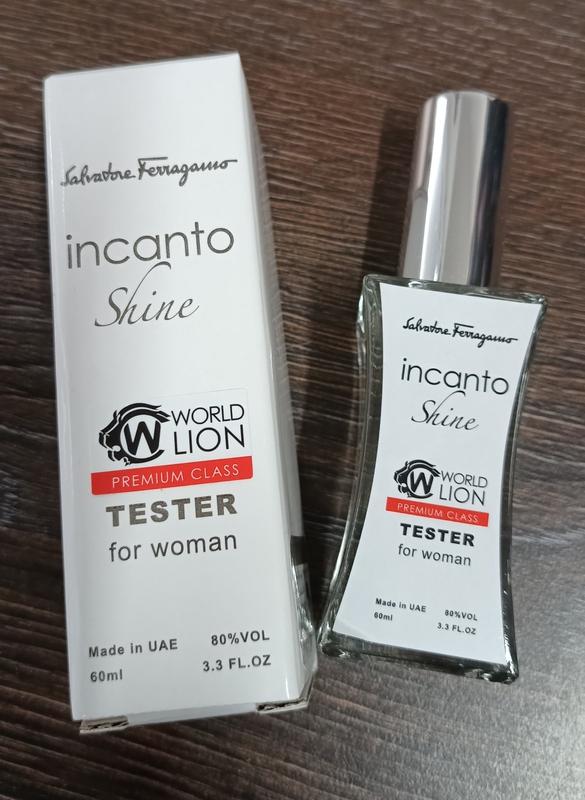 Salvatore Ferragamo
incanto
Shine
W
WORLD
LION
PREMIUM CLASS
TESTER
for woman
Made in UAE 80%VOL
60ml 3.3 FL.OZ
Salvatore Ferragamo
incanto
Shine
W
WORLD
LION
PREMIUM CLASS
TESTER
for woman
Made in UAE 80%VOL
60ml 3.3 FL.OZ